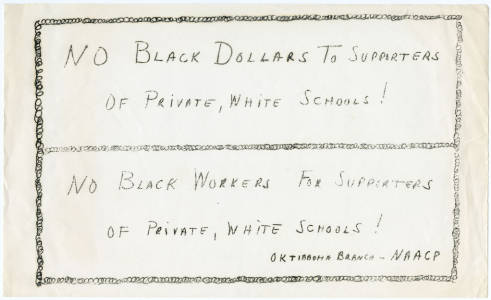 NO BLACK DOLLARS TO SUPPORTERS
OF PRIVATE, WHITE SCHOOLS!
NO BLACK WORKERS FOR SUPPORTERS
OF PRIVATE, WHITE SCHOOLS!
OKTIBBOHA BRANCH - NAACP